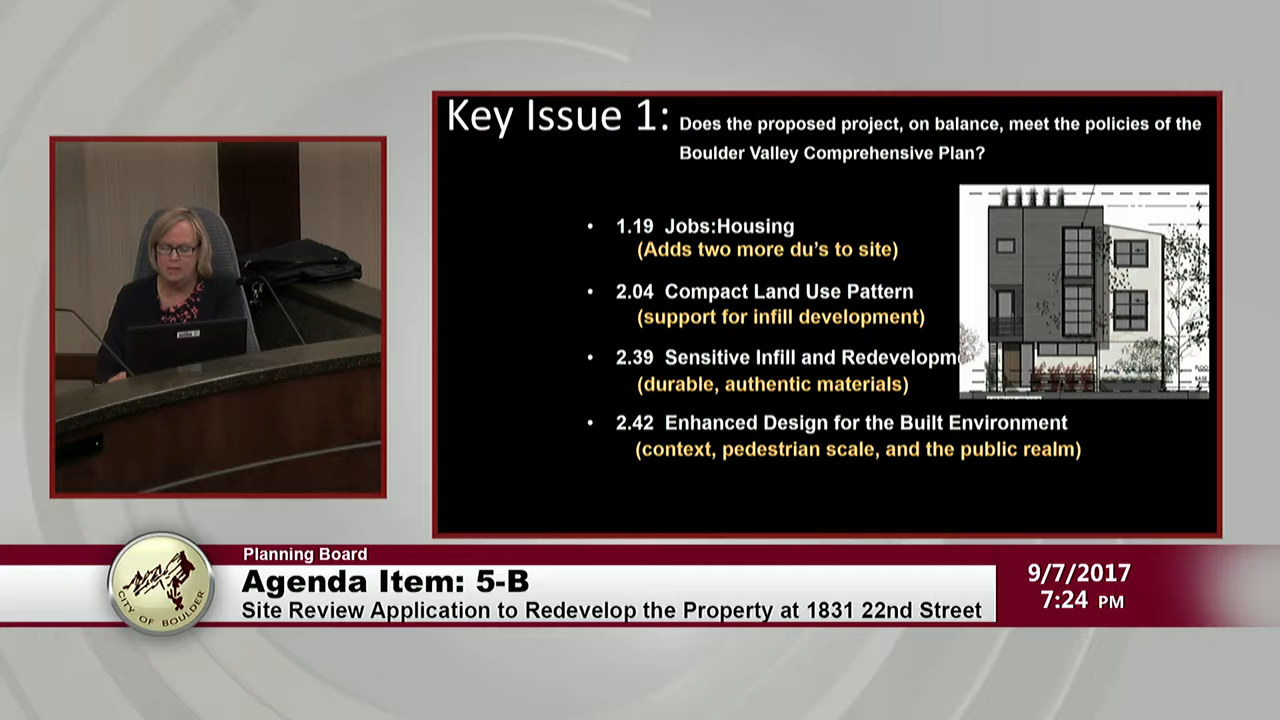 Key Issue 1: Does the proposed project, on balance, meet the policies of the
Boulder Valley Comprehensive Plan?
• 1.19 Jobs:Housing
(Adds two more du's to site)
• 2.04 Compact Land Use Pattern
(support for infill development)
• 2.39 Sensitive Infill and Redevelopm
(durable, authentic materials)
• 2.42 Enhanced Design for the Built Environment
(context, pedestrian scale, and the public realm)
Planning Board
Agenda Item: 5-B
Site Review Application to Redevelop the Property at 1831 22nd Street
9/7/2017
7:24 PM
CITY OF BOULDER